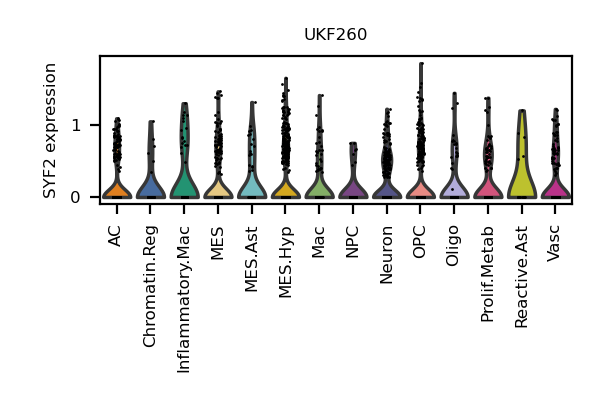 UKF260
SYF2 expression
1
0
AC
Chromatin.Reg
Inflammatory.Mac
MES
MES.Ast
MES.Hyp
Mac
NPC
Neuron
OPC
Oligo
Prolif.Metab
Reactive.Ast
Vasc